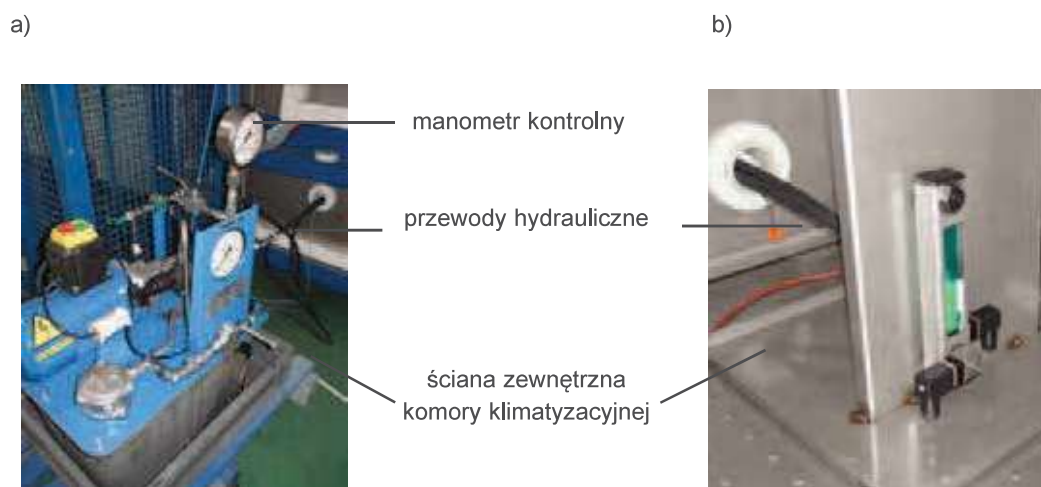 a)
b)
manometr kontrolny
przewody hydrauliczne
ściana zewnętrzna
komory klimatyzacyjnej